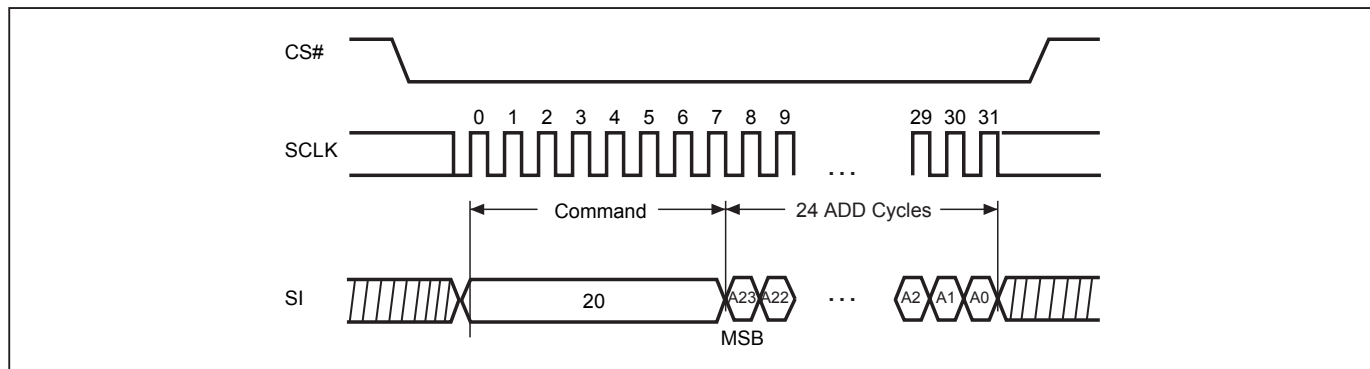 CS#
0 1 2 3 4 5 6 7 8 9 29 30 31
SCLK
...
Command 24 ADD Cycles
SI 20 A23 A22 ... A2 A1 A0
MSB